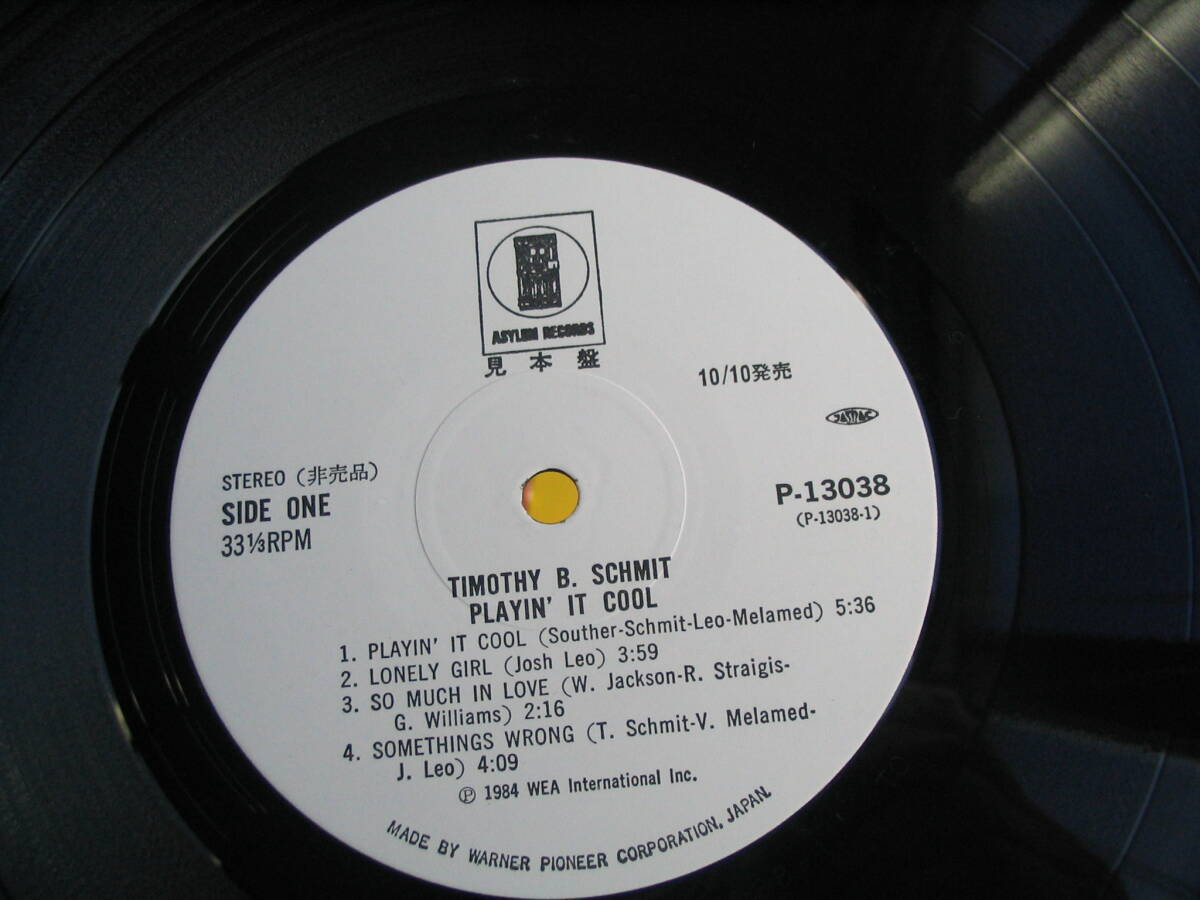 ASYLUM RECORDS
見本盤
10/10発売
JASRAC
STEREO (非売品)
SIDE ONE
33⅓RPM
P-13038
(P-13038-1)
TIMOTHY B. SCHMIT
PLAYIN' IT COOL
1. PLAYIN' IT COOL (Souther-Schmit-Leo-Melamed) 5:36
2. LONELY GIRL (Josh Leo) 3:59
3. SO MUCH IN LOVE (W. Jackson-R. Straigis-
G. Williams) 2:16
4. SOMETHINGS WRONG (T. Schmit-V. Melamed-
J. Leo) 4:09
℗ 1984 WEA International Inc.
MADE BY WARNER PIONEER CORPORATION, JAPAN.